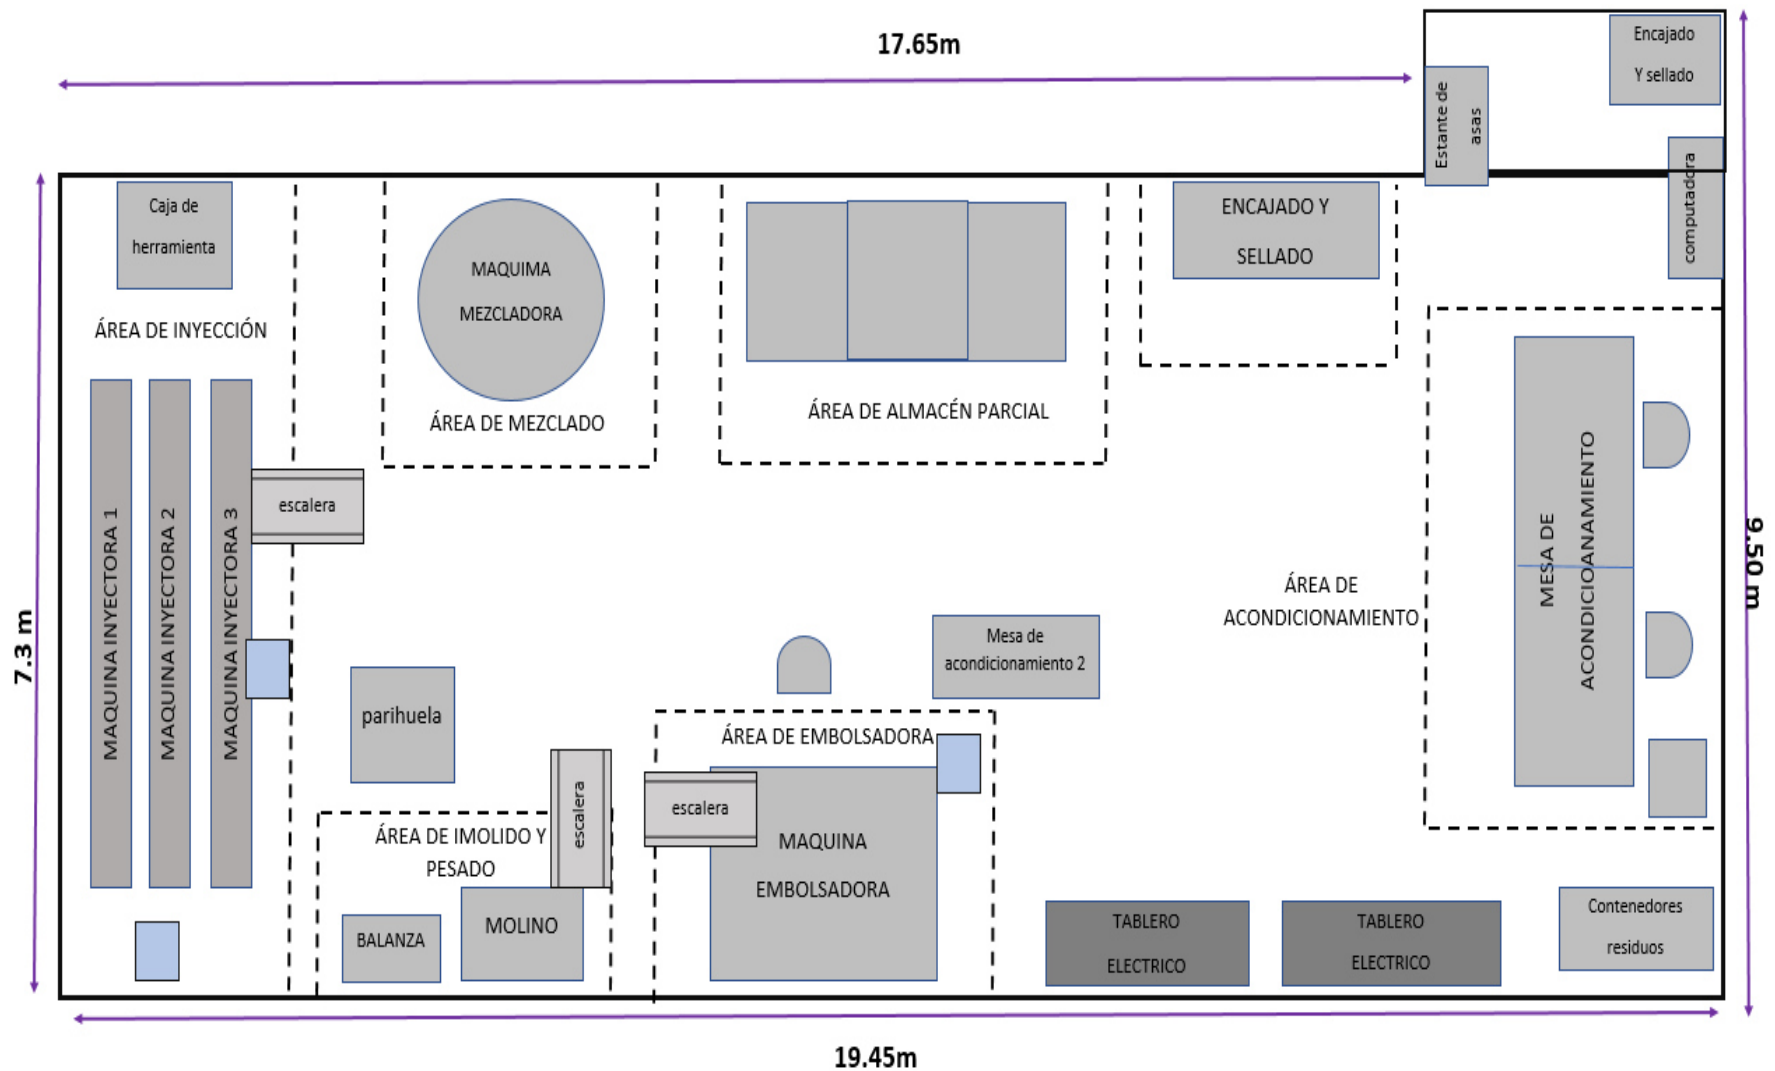 17.65m
Encajado
Y sellado
Estante de
asas
computadora
Caja de
herramienta
ÁREA DE INYECCIÓN
MAQUIMA
MEZCLADORA
ÁREA DE MEZCLADO
ÁREA DE ALMACÉN PARCIAL
ENCAJADO Y
SELLADO
MAQUINA INYECTORA 1
MAQUINA INYECTORA 2
MAQUINA INYECTORA 3
escalera
7.3 m
9.50 m
MESA DE
ACONDICIOANAMIENTO
ÁREA DE
ACONDICIONAMIENTO
Mesa de
acondicionamiento 2
parihuela
ÁREA DE EMBOLSADORA
escalera
escalera
ÁREA DE IMOLIDO Y
PESADO
MAQUINA
EMBOLSADORA
BALANZA
MOLINO
TABLERO
ELECTRICO
TABLERO
ELECTRICO
Contenedores
residuos
19.45m